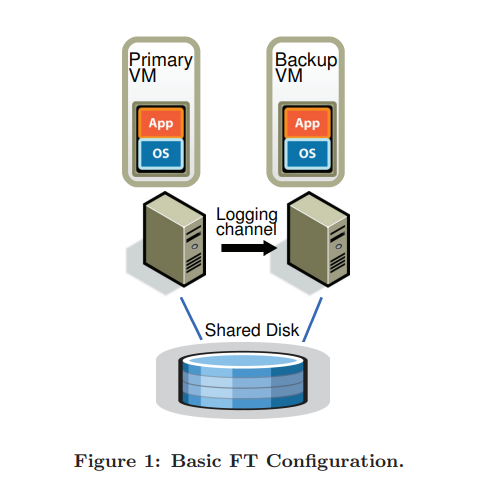 Primary
VM
Backup
VM
App
OS
App
OS
Logging
channel
Shared Disk
Figure 1: Basic FT Configuration.